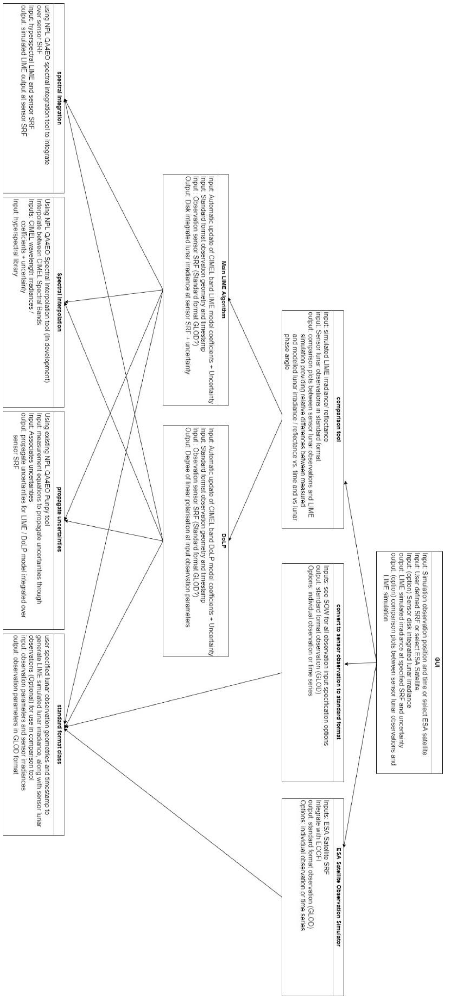 GUI
Input: Simulation observation position and time or select ESA satellite
Input: User defined SRF or select ESA Satellite
Input: (option) Sensor disk integrated lunar irradiance
output: LIME simulated irradiance at specified SRF and uncertainty
output: (option) comparison plots between sensor lunar observations and
LIME simulation
comparison tool
input: simulated LIME irradiance/ reflectance
input: Sensor lunar observations in standard format
output: comparison plots between sensor lunar observations and LIME
simulation providing relative differences between measured
and modelled lunar irradiance / reflectance vs. time and vs lunar
phase angle
convert to sensor observation to standard format
Inputs: see SOW for all observation input specification options
output: standard format observation (GLOD)
Options: individual observation or time series
ESA Satellite Observation Simulator
Inputs: ESA Satellite SRF
Integrate with EOCFI
output: standard format observation (GLOD)
Options: individual observation or time series
Main LIME Algorithm
Input: Automatic update of CIMEL band LIME model coefficients + Uncertainty
Input: Standard format observation geometry and timestamp
Input : Observation sensor SRF (Standard format GLOD?)
Output: Disk integrated lunar irradiance at sensor SRF + uncertainty
DoLP
Input: Automatic update of CIMEL band DoLP model coefficients + Uncertainty
Input: Standard format observation geometry and timestamp
Input : Observation sensor SRF (Standard format GLOD?)
Output: Degree of linear polarisation at input observation parameters
spectral integration
using NPL QA4EO spectral integration tool to integrate
over sensor SRF
Input: hyperspectral LIME and sensor SRF
output: simulated LIME output at sensor SRF
Spectral Interpolation
Using NPL QA4EO Spectral Interpolation tool (In development)
Interpolate between CIMEL Spectral Bands
Inputs: CIMEL wavelength irradiances /
coefficients + uncertainty
Input: hyperspectral library
propagate uncertainties
Using existing NPL QA4EO Punpy tool
Input: measurement equations to propagate uncertainties through
Input: Associates uncertainties
output: propagate uncertainties for LIME / DoLP model integrated over
sensor SRF
standard format class
user specified lunar observation geometries and timestamp to
generate LIME simulated lunar irradiance, along with sensor lunar
observations (Optional) for use in comparison tool
input: observation parameters and sensor irradiances
output: observation parameters in GLOD format